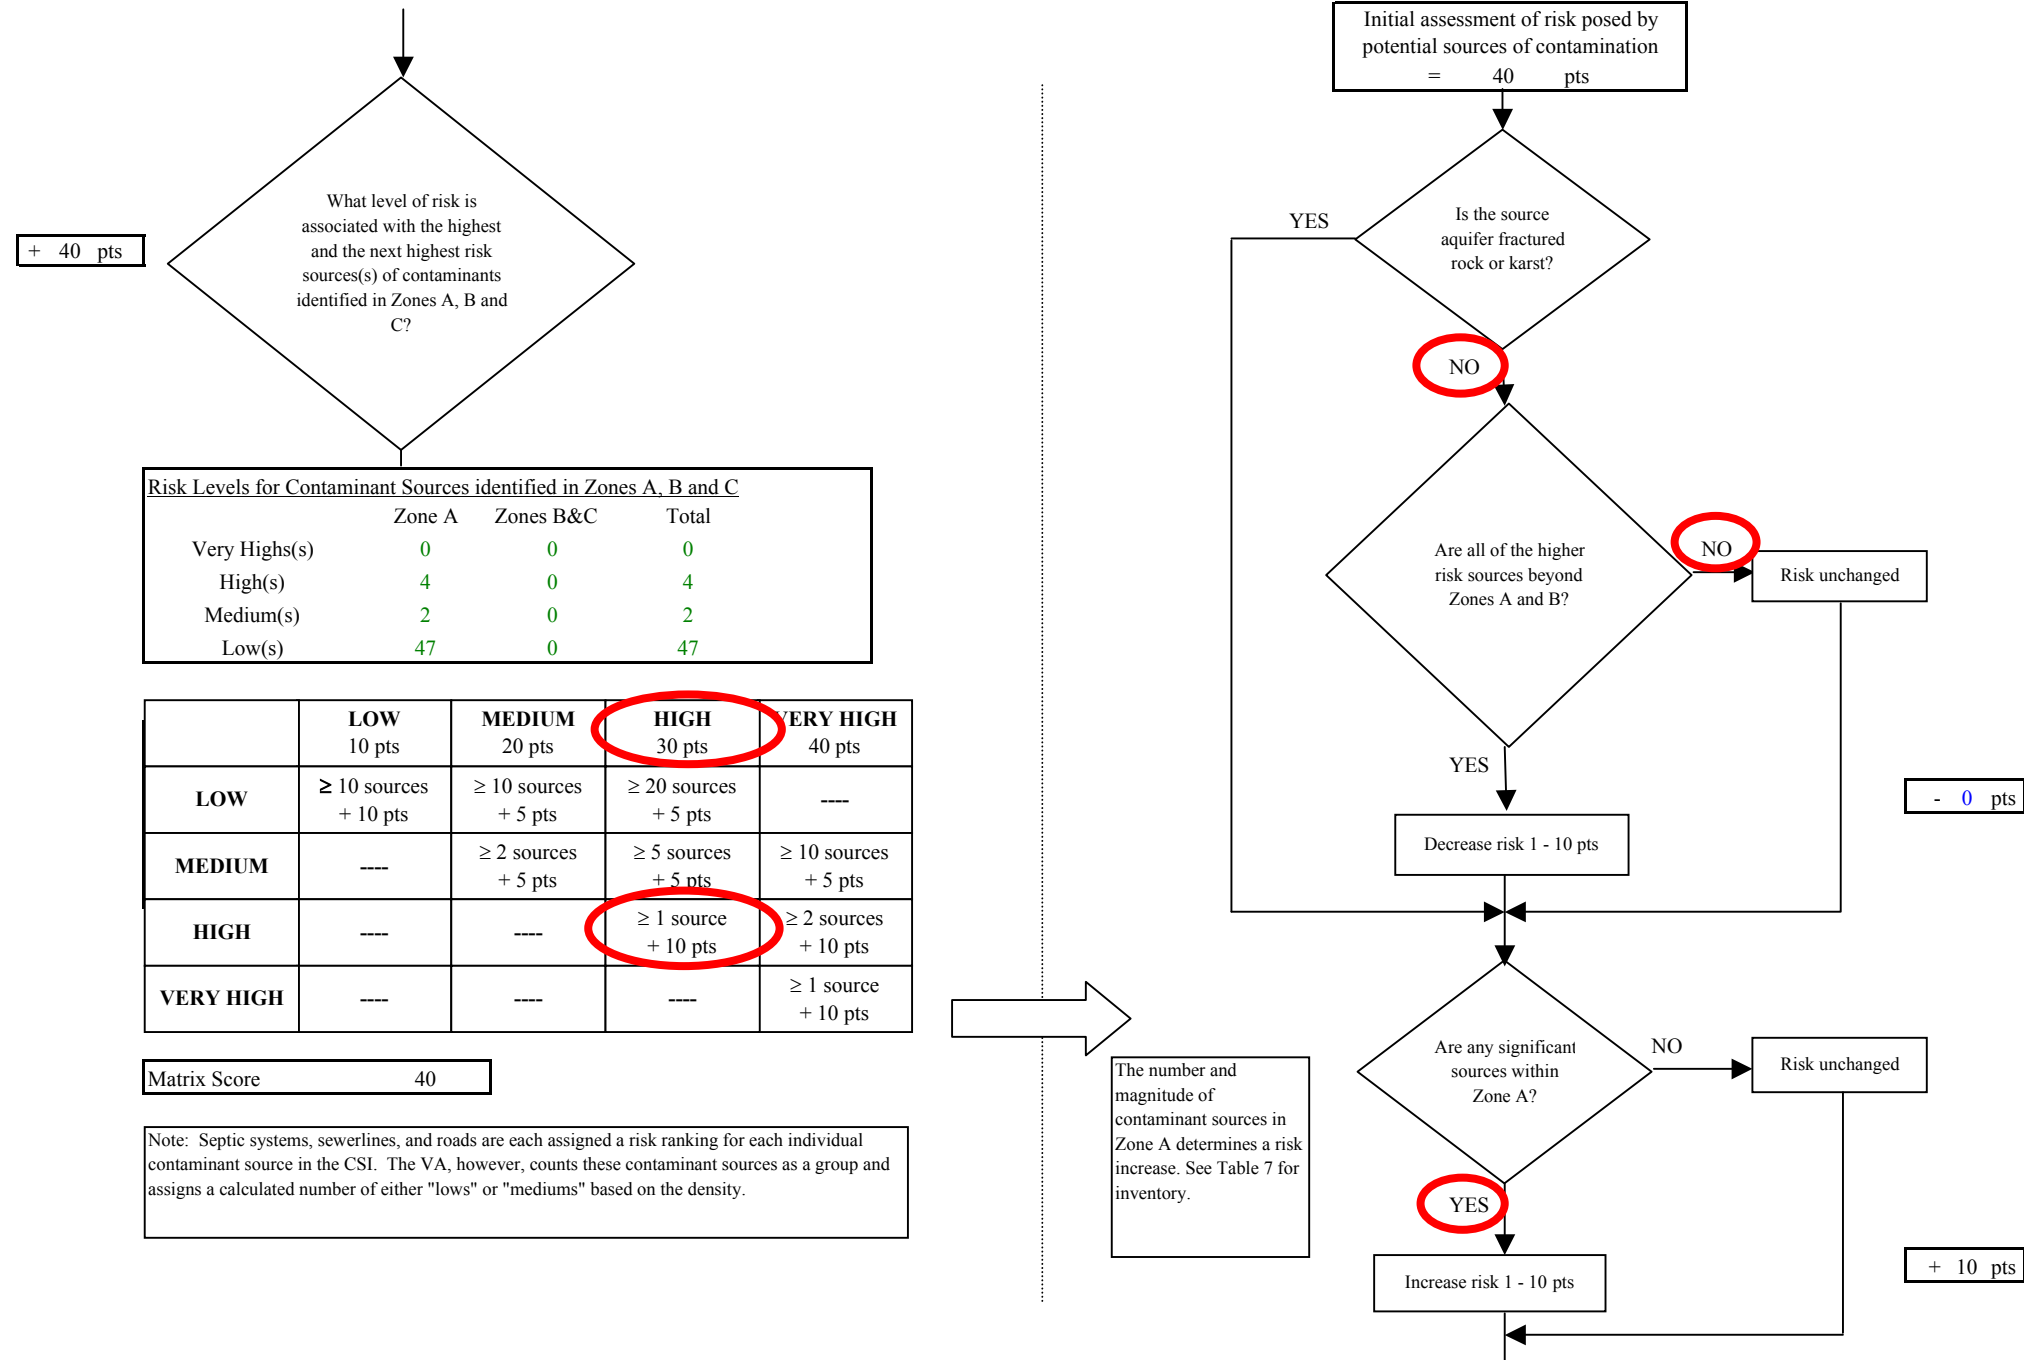 What level of risk is
associated with the highest
and the next highest risk
sources(s) of contaminants
identified in Zones A, B and
C?
+ 40 pts
Risk Levels for Contaminant Sources identified in Zones A, B and C
Zone A Zones B&C Total
Very Highs(s) 0 0 0
High(s) 4 0 4
Medium(s) 2 0 2
Low(s) 47 0 47
LOW MEDIUM HIGH VERY HIGH
10 pts 20 pts 30 pts 40 pts
LOW ≥ 10 sources ≥ 10 sources ≥ 20 sources ----
+ 10 pts + 5 pts + 5 pts
MEDIUM ---- ≥ 2 sources ≥ 5 sources ≥ 10 sources
+ 5 pts + 5 pts + 5 pts
HIGH ---- ---- ≥ 1 source ≥ 2 sources
+ 10 pts + 10 pts
VERY HIGH ---- ---- ---- ≥ 1 source
+ 10 pts
Matrix Score 40
Note: Septic systems, sewerlines, and roads are each assigned a risk ranking for each individual
contaminant source in the CSI. The VA, however, counts these contaminant sources as a group and
assigns a calculated number of either "lows" or "mediums" based on the density.
Initial assessment of risk posed by
potential sources of contamination
= 40 pts
Is the source
aquifer fractured
rock or karst?
YES
NO
Are all of the higher
risk sources beyond
Zones A and B?
NO
Risk unchanged
YES
- 0 pts
Decrease risk 1 - 10 pts
Are any significant
sources within
Zone A?
NO
Risk unchanged
The number and
magnitude of
contaminant sources in
Zone A determines a risk
increase. See Table 7 for
inventory.
YES
+ 10 pts
Increase risk 1 - 10 pts